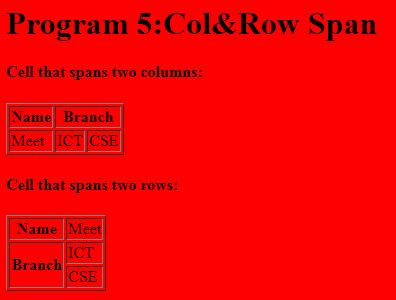 Program 5:Col&Row Span
Cell that spans two columns:
Name Branch
Meet ICT CSE
Cell that spans two rows:
Name Meet
Branch ICT
CSE